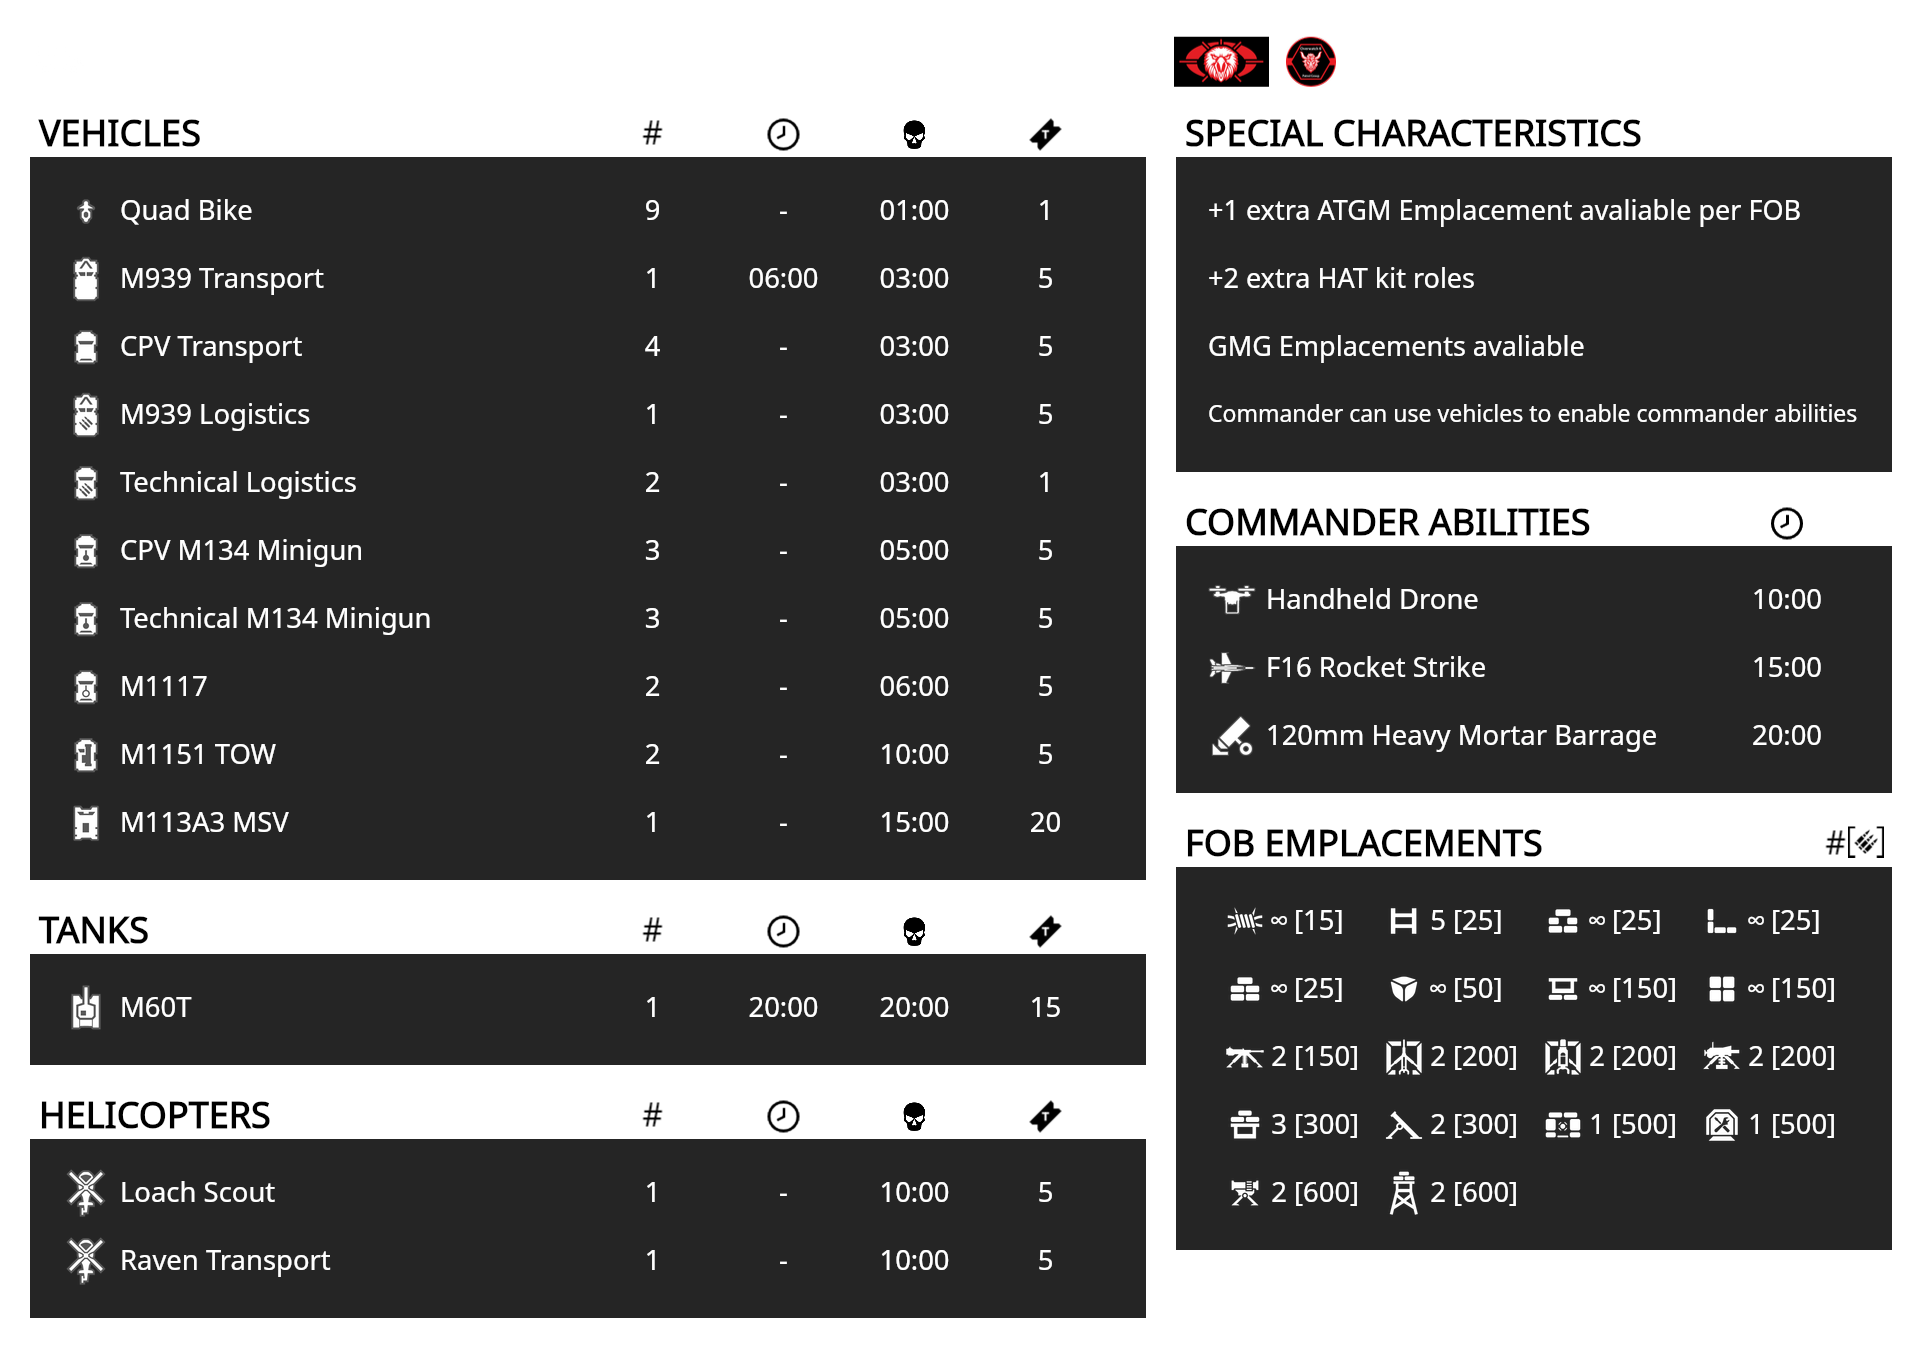 VEHICLES #
Quad Bike 9 - 01:00 1
M939 Transport 1 06:00 03:00 5
CPV Transport 4 - 03:00 5
M939 Logistics 1 - 03:00 5
Technical Logistics 2 - 03:00 1
CPV M134 Minigun 3 - 05:00 5
Technical M134 Minigun 3 - 05:00 5
M1117 2 - 06:00 5
M1151 TOW 2 - 10:00 5
M113A3 MSV 1 - 15:00 20
TANKS #
M60T 1 20:00 20:00 15
HELICOPTERS #
Loach Scout 1 - 10:00 5
Raven Transport 1 - 10:00 5
SPECIAL CHARACTERISTICS
+1 extra ATGM Emplacement avaliable per FOB
+2 extra HAT kit roles
GMG Emplacements avaliable
Commander can use vehicles to enable commander abilities
COMMANDER ABILITIES
Handheld Drone 10:00
F16 Rocket Strike 15:00
120mm Heavy Mortar Barrage 20:00
FOB EMPLACEMENTS #[]
∞ [15] 5 [25] ∞ [25] ∞ [25]
∞ [25] ∞ [50] ∞ [150] ∞ [150]
2 [150] 2 [200] 2 [200] 2 [200]
3 [300] 2 [300] 1 [500] 1 [500]
2 [600] 2 [600]